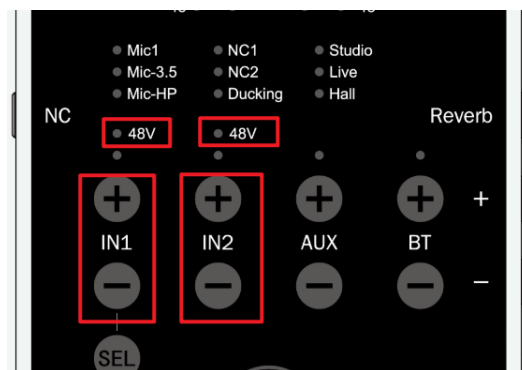 Mic1 NC1 Studio
Mic-3.5 NC2 Live
Mic-HP Ducking Hall
NC Reverb
48V 48V
+ + + + +
IN1 IN2 AUX BT
− − − − −
SEL